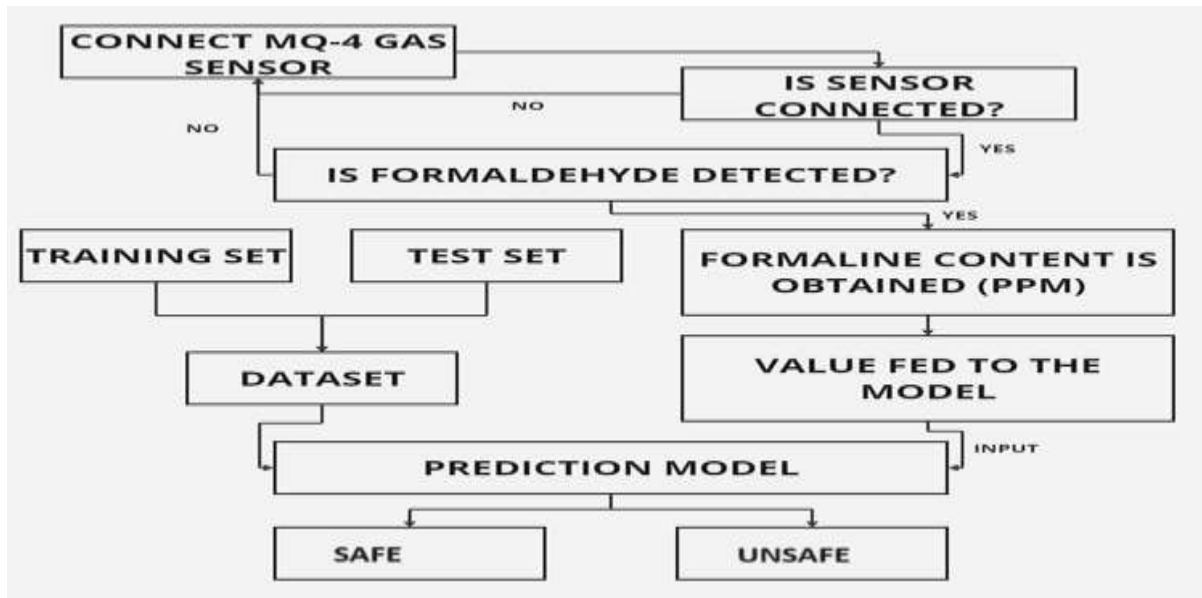 CONNECT MQ-4 GAS
SENSOR
IS SENSOR
CONNECTED?
NO
NO
YES
IS FORMALDEHYDE DETECTED?
YES
TRAINING SET
TEST SET
FORMALINE CONTENT IS
OBTAINED (PPM)
DATASET
VALUE FED TO THE
MODEL
INPUT
PREDICTION MODEL
SAFE
UNSAFE